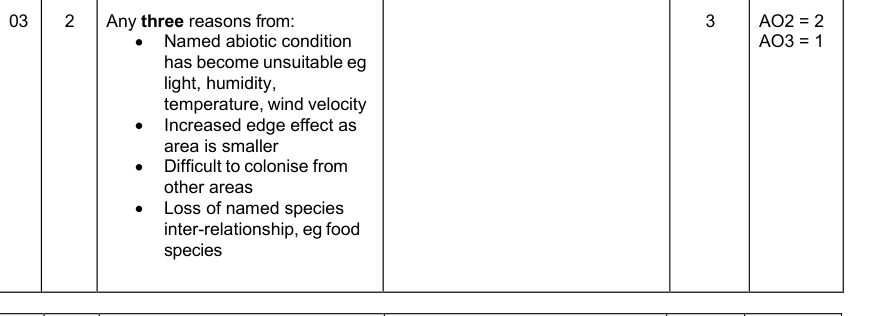 03 2 Any three reasons from: 3 AO2 = 2
• Named abiotic condition AO3 = 1
has become unsuitable eg
light, humidity,
temperature, wind velocity
• Increased edge effect as
area is smaller
• Difficult to colonise from
other areas
• Loss of named species
inter-relationship, eg food
species